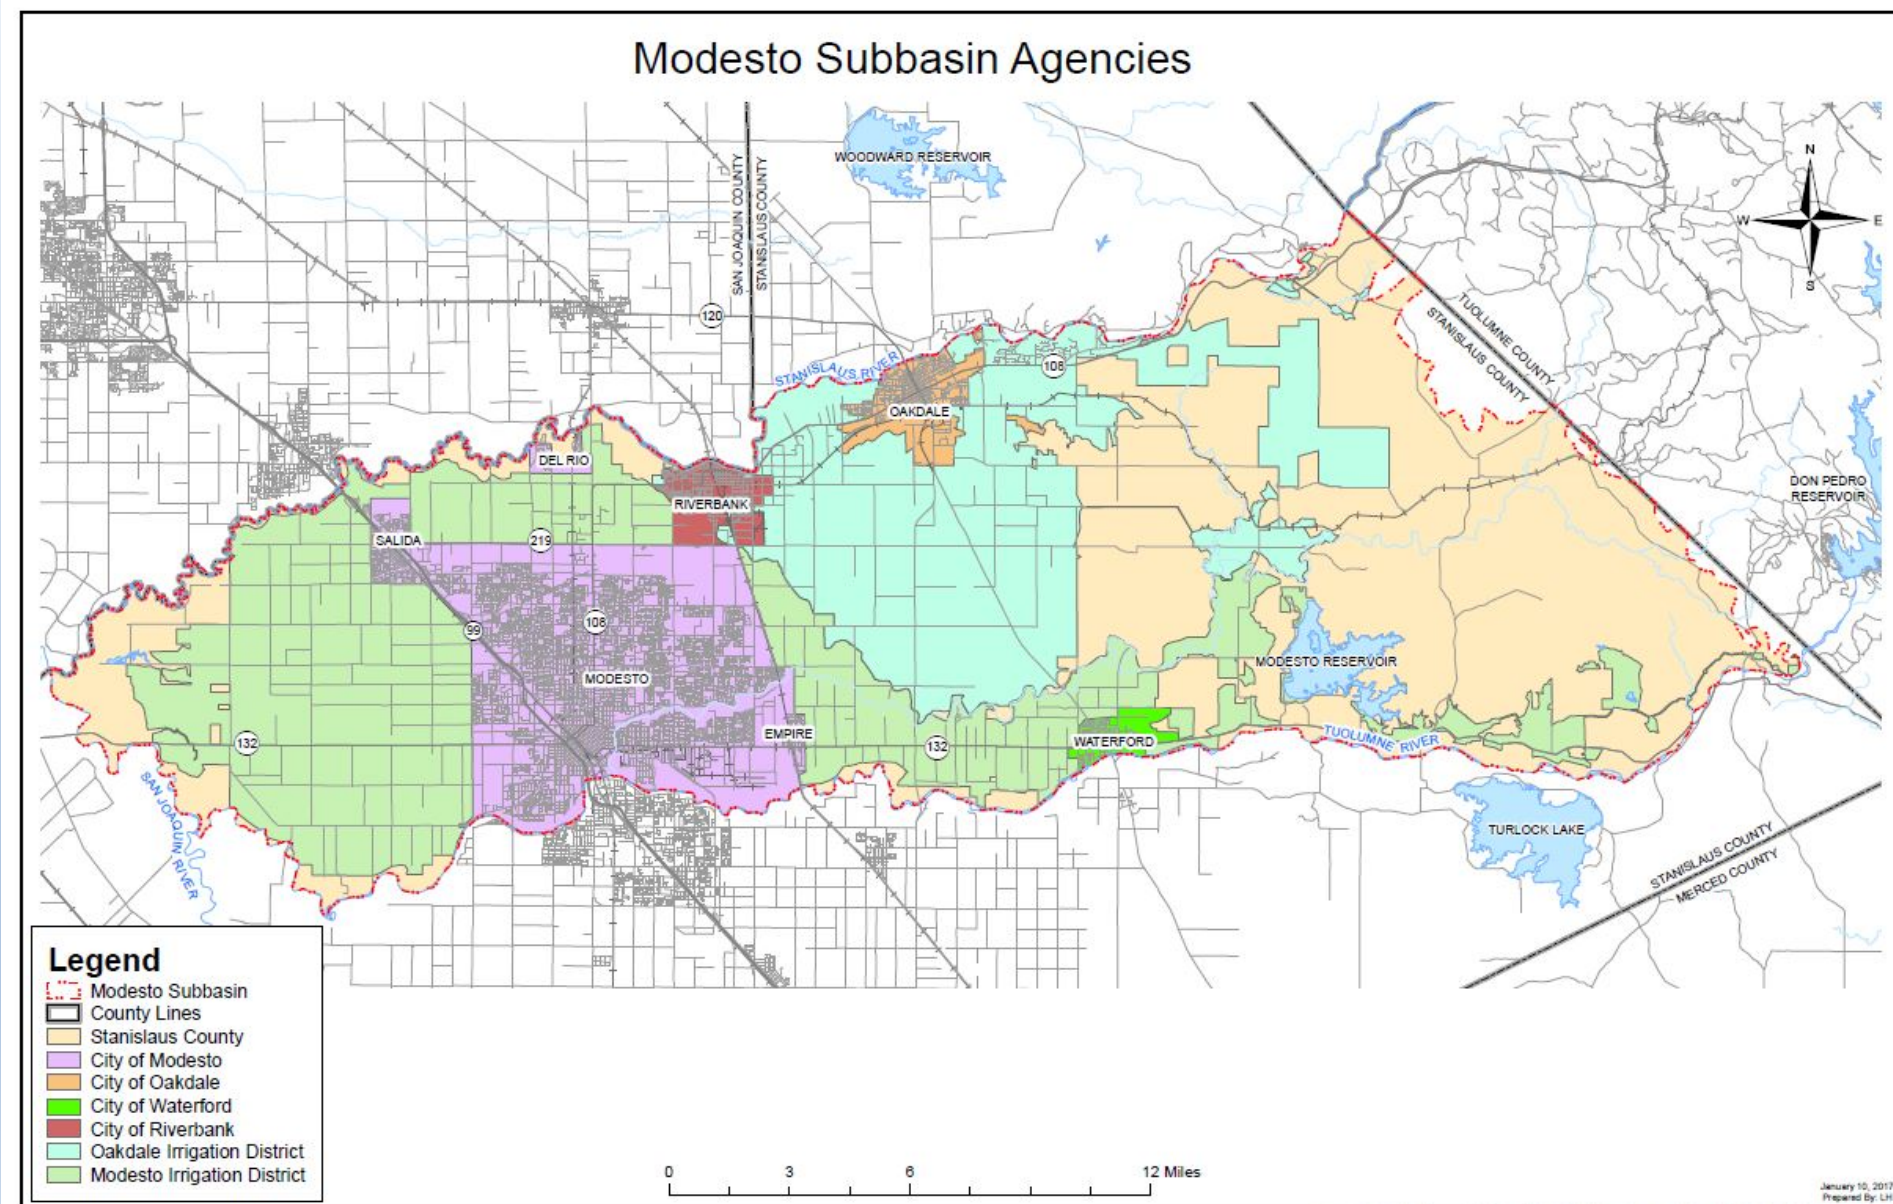 Modesto Subbasin Agencies
WOODWARD RESERVOIR
SAN JOAQUIN COUNTY
STANISLAUS COUNTY
N
W
E
S
120
TUOLUMNE COUNTY
STANISLAUS COUNTY
STANISLAUS RIVER
108
OAKDALE
DEL RIO
DON PEDRO
RESERVOIR
RIVERBANK
SALIDA
219
99
108
MODESTO RESERVOIR
MODESTO
132
EMPIRE
132
WATERFORD
TUOLUMNE RIVER
SAN JOAQUIN RIVER
TURLOCK LAKE
STANISLAUS COUNTY
MERCED COUNTY
Legend
Modesto Subbasin
County Lines
Stanislaus County
City of Modesto
City of Oakdale
City of Waterford
City of Riverbank
Oakdale Irrigation District
Modesto Irrigation District
0 3 6 12 Miles
January 10, 2017
Prepared By: LH